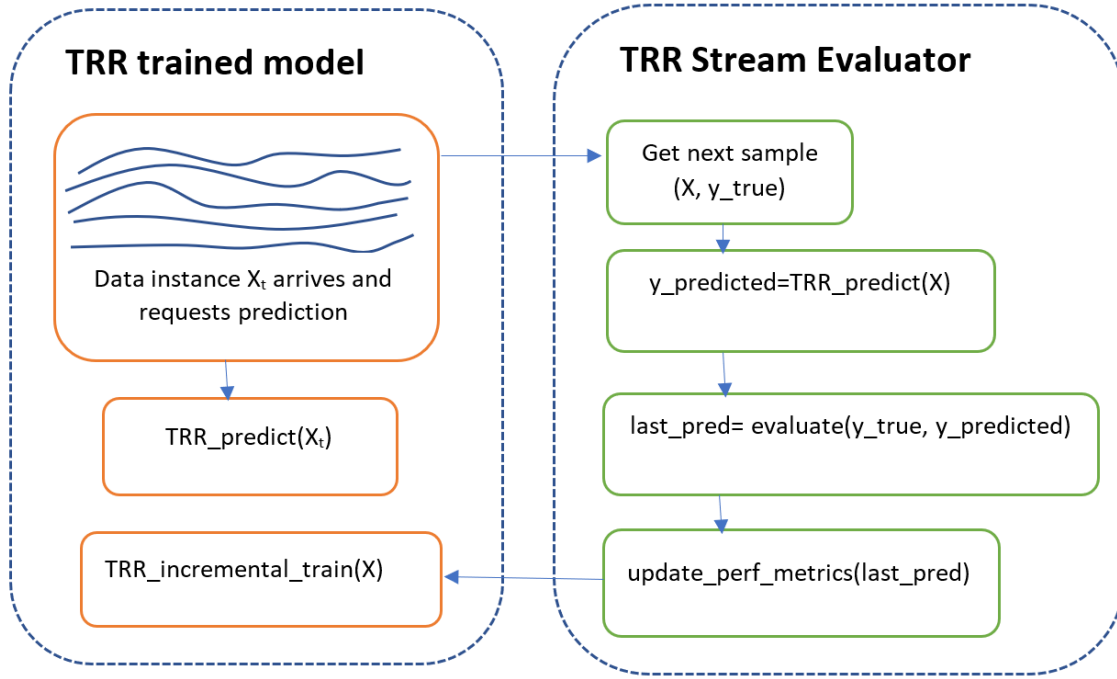 TRR trained model
Data instance Xₜ arrives and
requests prediction
TRR_predict(Xₜ)
TRR_incremental_train(X)
TRR Stream Evaluator
Get next sample
(X, y_true)
y_predicted=TRR_predict(X)
last_pred= evaluate(y_true, y_predicted)
update_perf_metrics(last_pred)